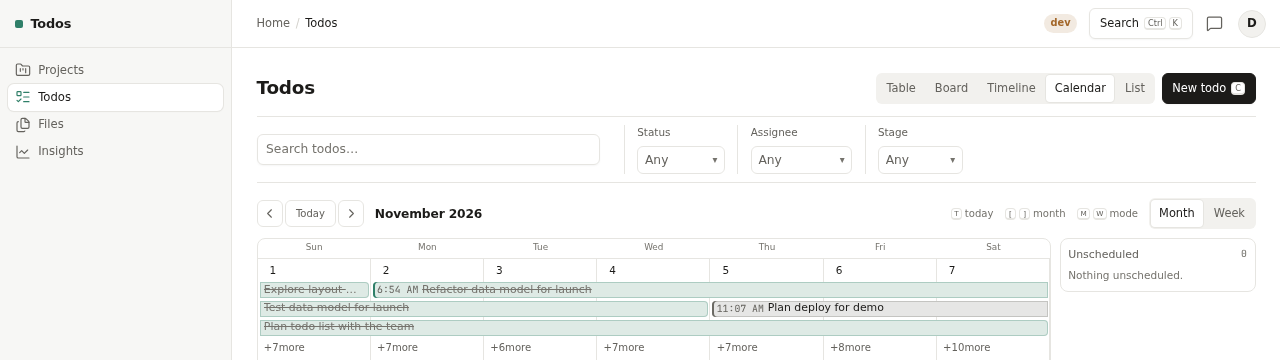 Todos
Home / Todos
dev
Search Ctrl K
D
Projects
Todos
Files
Insights
Todos
Table Board Timeline Calendar List
New todo C
Search todos...
Status
Any
Assignee
Any
Stage
Any
Today
November 2026
T today [ ] month M W mode
Month Week
Sun Mon Tue Wed Thu Fri Sat
1 2 3 4 5 6 7
Explore layout-...
6:54 AM Refactor data model for launch
Test data model for launch
11:07 AM Plan deploy for demo
Plan todo list with the team
+7more +7more +6more +7more +7more +8more +10more
Unscheduled 0
Nothing unscheduled.